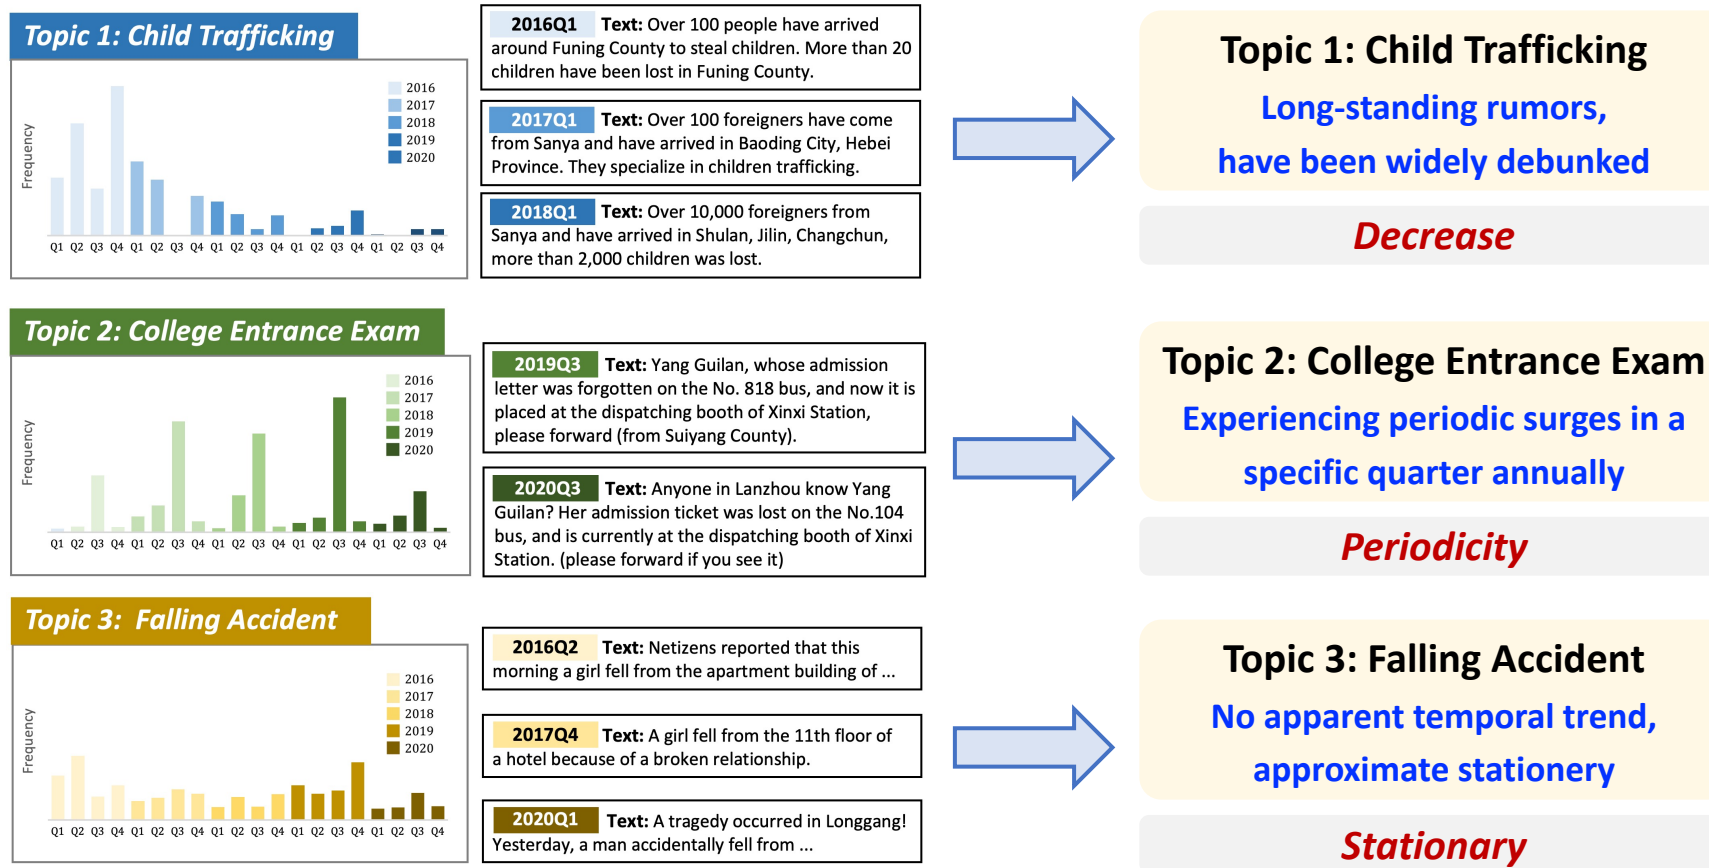 Topic 1: Child Trafficking
Frequency
2016
2017
2018
2019
2020
Q1 Q2 Q3 Q4 Q1 Q2 Q3 Q4 Q1 Q2 Q3 Q4 Q1 Q2 Q3 Q4 Q1 Q2 Q3 Q4
2016Q1 Text: Over 100 people have arrived
around Funing County to steal children. More than 20
children have been lost in Funing County.
2017Q1 Text: Over 100 foreigners have come
from Sanya and have arrived in Baoding City, Hebei
Province. They specialize in children trafficking.
2018Q1 Text: Over 10,000 foreigners from
Sanya and have arrived in Shulan, Jilin, Changchun,
more than 2,000 children was lost.
Topic 1: Child Trafficking
Long-standing rumors,
have been widely debunked
Decrease
Topic 2: College Entrance Exam
Frequency
2016
2017
2018
2019
2020
Q1 Q2 Q3 Q4 Q1 Q2 Q3 Q4 Q1 Q2 Q3 Q4 Q1 Q2 Q3 Q4 Q1 Q2 Q3 Q4
2019Q3 Text: Yang Guilan, whose admission
letter was forgotten on the No. 818 bus, and now it is
placed at the dispatching booth of Xinxi Station,
please forward (from Suiyang County).
2020Q3 Text: Anyone in Lanzhou know Yang
Guilan? Her admission ticket was lost on the No.104
bus, and is currently at the dispatching booth of Xinxi
Station. (please forward if you see it)
Topic 2: College Entrance Exam
Experiencing periodic surges in a
specific quarter annually
Periodicity
Topic 3: Falling Accident
Frequency
2016
2017
2018
2019
2020
Q1 Q2 Q3 Q4 Q1 Q2 Q3 Q4 Q1 Q2 Q3 Q4 Q1 Q2 Q3 Q4 Q1 Q2 Q3 Q4
2016Q2 Text: Netizens reported that this
morning a girl fell from the apartment building of ...
2017Q4 Text: A girl fell from the 11th floor of
a hotel because of a broken relationship.
2020Q1 Text: A tragedy occurred in Longgang!
Yesterday, a man accidentally fell from ...
Topic 3: Falling Accident
No apparent temporal trend,
approximate stationery
Stationary